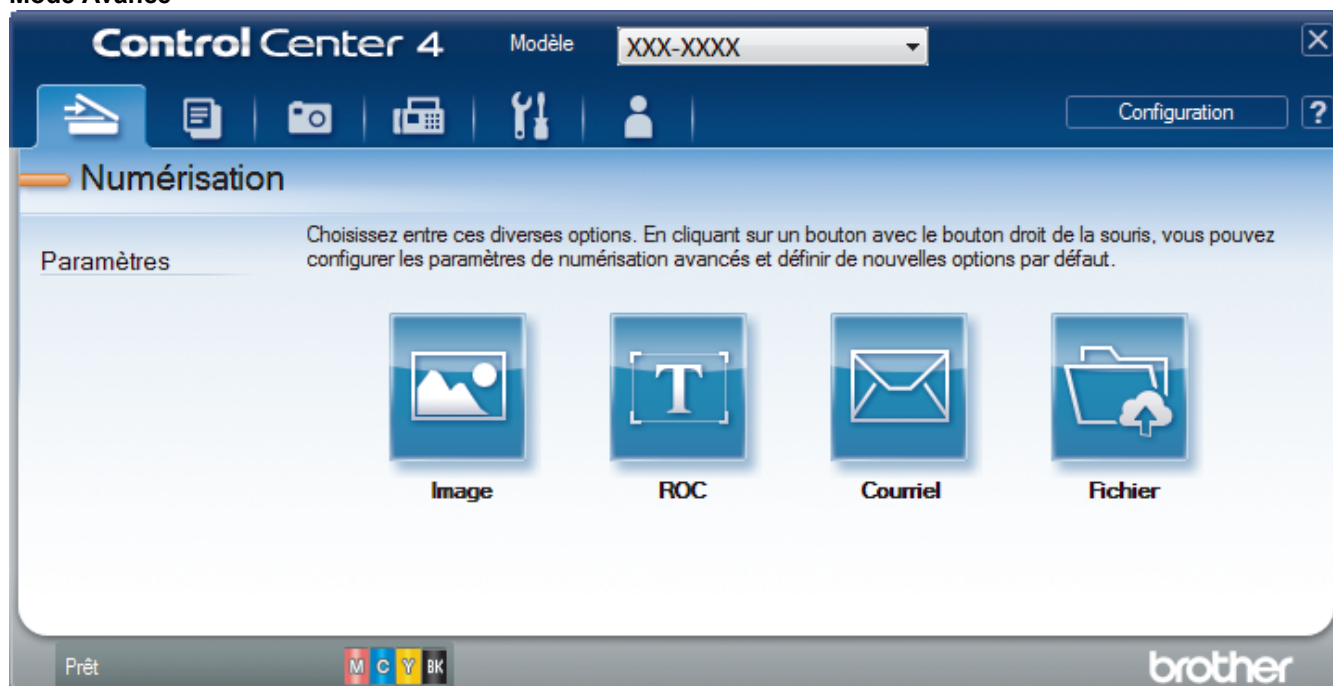 Mode Avancé
Control Center 4 Modèle XXX-XXXX
Configuration ?
Numérisation
Paramètres
Choisissez entre ces diverses options. En cliquant sur un bouton avec le bouton droit de la souris, vous pouvez
configurer les paramètres de numérisation avancés et définir de nouvelles options par défaut.
T
Image ROC Courriel Fichier
Prêt M C Y BK brother